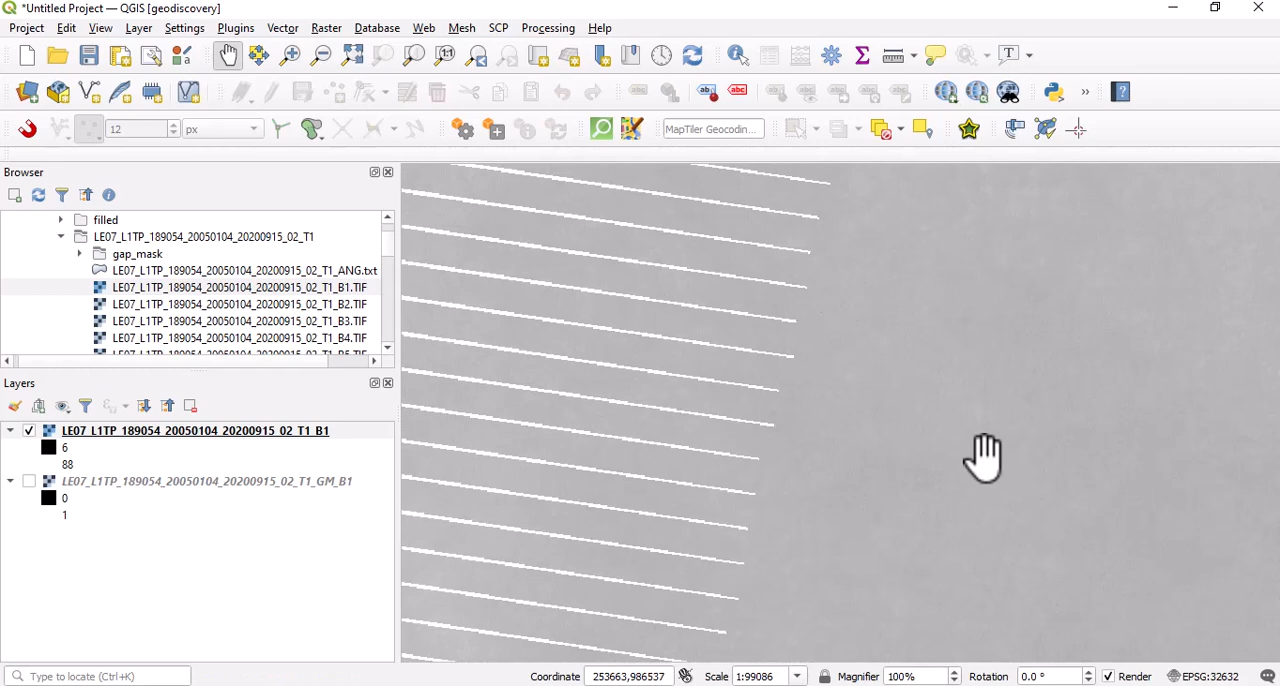 *Untitled Project — QGIS [geodiscovery]
Project Edit View Layer Settings Plugins Vector Raster Database Web Mesh SCP Processing Help
12 px MapTiler Geocodin...
Browser
filled
LE07_L1TP_189054_20050104_20200915_02_T1
gap_mask
LE07_L1TP_189054_20050104_20200915_02_T1_ANG.txt
LE07_L1TP_189054_20050104_20200915_02_T1_B1.TIF
LE07_L1TP_189054_20050104_20200915_02_T1_B2.TIF
LE07_L1TP_189054_20050104_20200915_02_T1_B3.TIF
LE07_L1TP_189054_20050104_20200915_02_T1_B4.TIF
LE07_L1TP_189054_20050104_20200915_02_T1_B5.TIF
Layers
LE07_L1TP_189054_20050104_20200915_02_T1_B1
6
88
LE07_L1TP_189054_20050104_20200915_02_T1_GM_B1
0
1
Type to locate (Ctrl+K) Coordinate 253663,986537 Scale 1:99086 Magnifier 100% Rotation 0.0 ° Render EPSG:32632